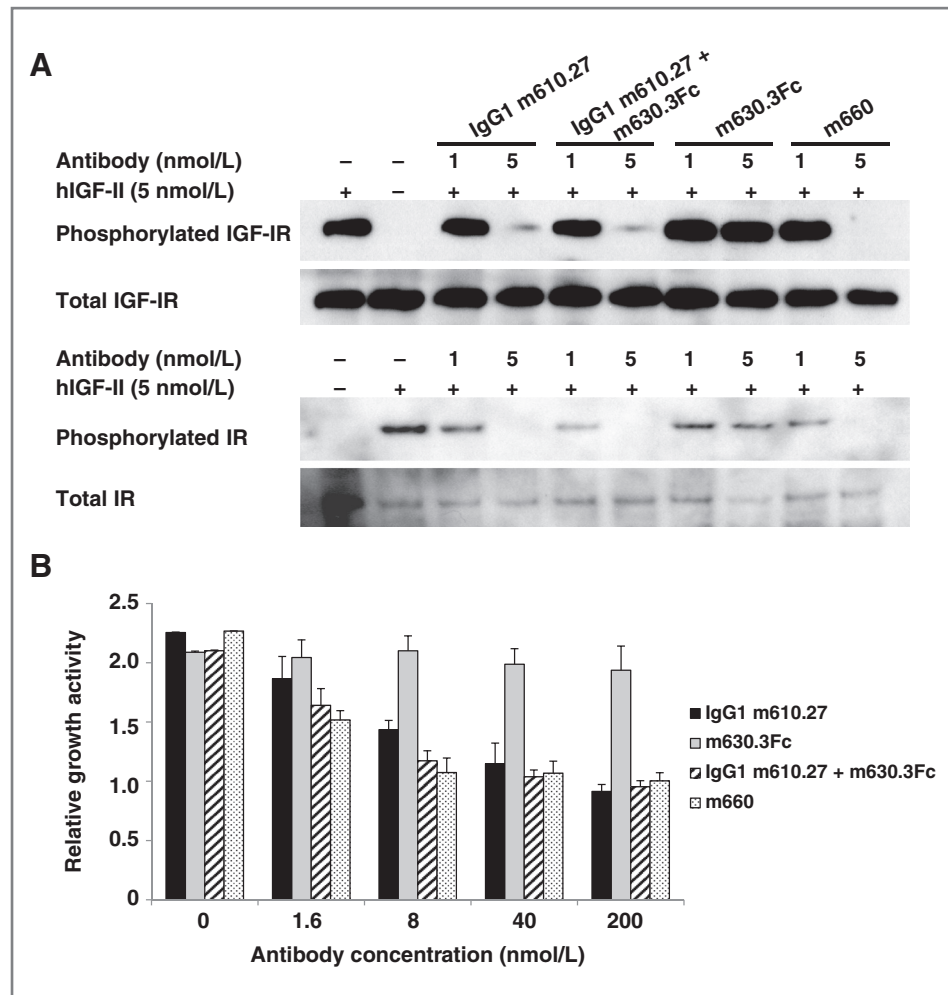 A
IgG1 m610.27
IgG1 m610.27 +
m630.3Fc
m630.3Fc
m660
Antibody (nmol/L) – – 1 5 1 5 1 5 1 5
hIGF-II (5 nmol/L) + – + + + + + + + +
Phosphorylated IGF-IR
Total IGF-IR
Antibody (nmol/L) – – 1 5 1 5 1 5 1 5
hIGF-II (5 nmol/L) – + + + + + + + + +
Phosphorylated IR
Total IR
B
Relative growth activity
2.5
2.0
1.5
1.0
0.5
0
0 1.6 8 40 200
Antibody concentration (nmol/L)
IgG1 m610.27
m630.3Fc
IgG1 m610.27 + m630.3Fc
m660